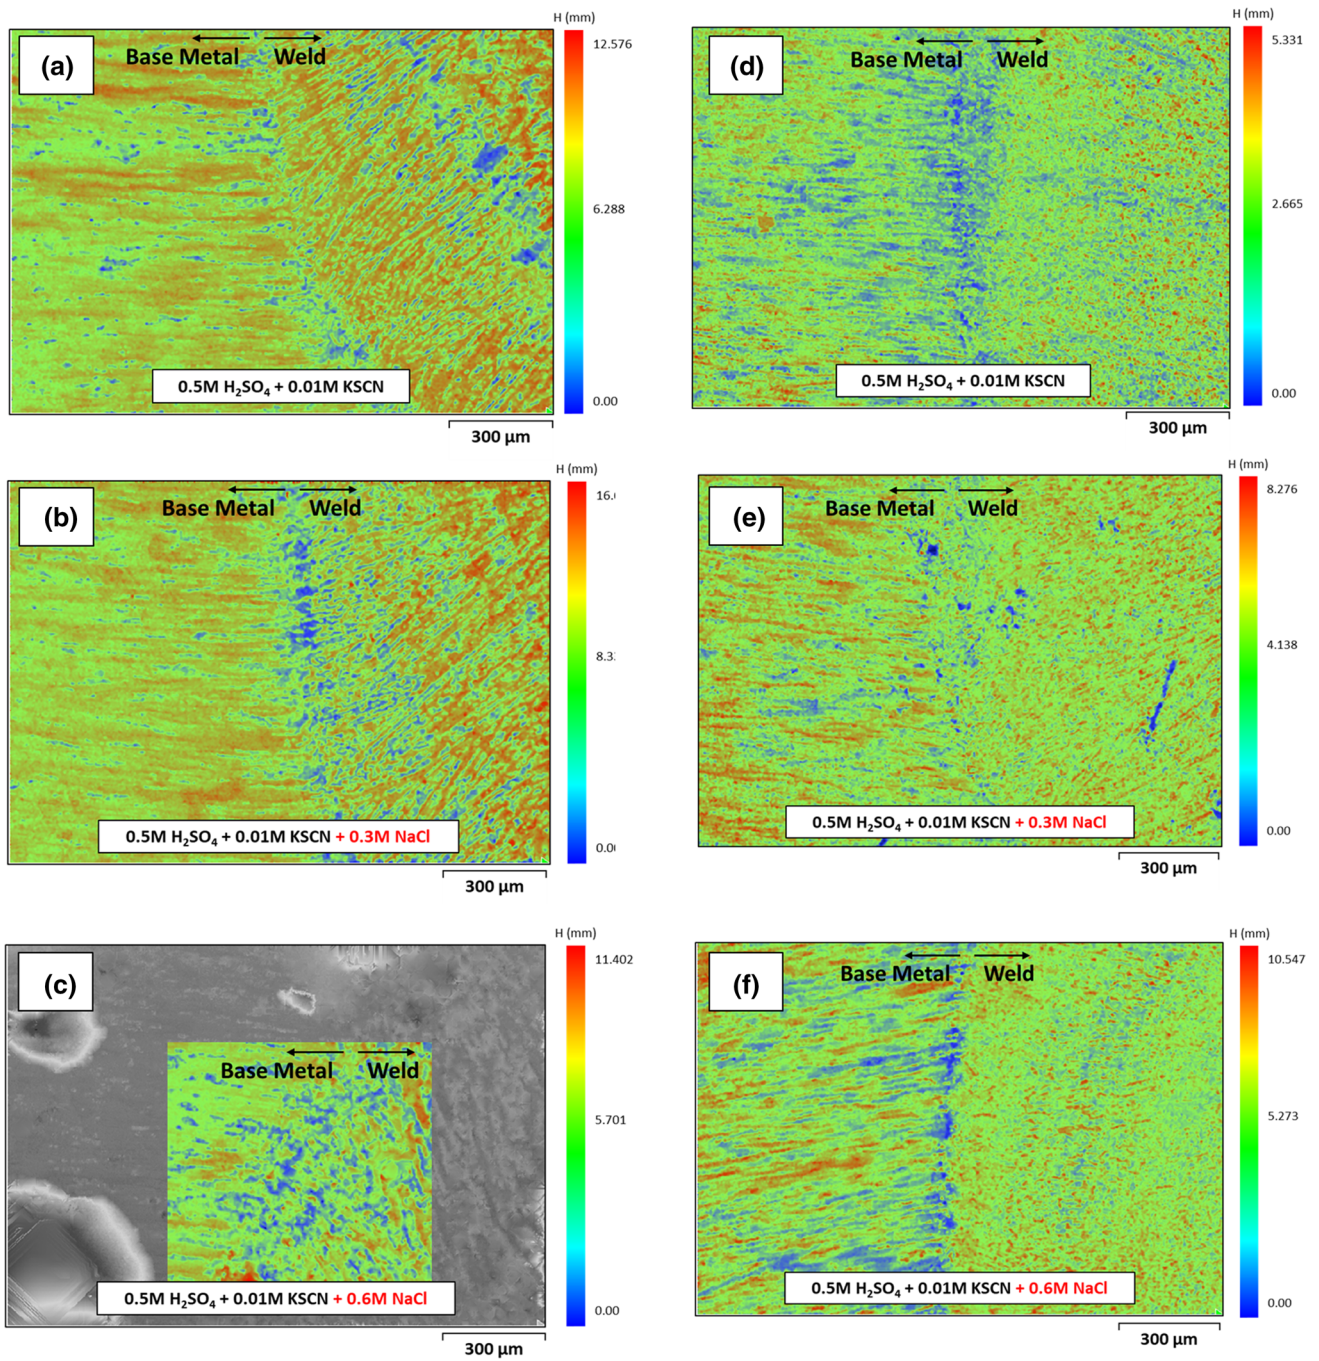 H (mm)
(a)
Base Metal
Weld
12.576
6.288
0.00
0.5M H₂SO₄ + 0.01M KSCN
300 μm
H (mm)
(d)
Base Metal
Weld
5.331
2.665
0.00
0.5M H₂SO₄ + 0.01M KSCN
300 μm
H (mm)
(b)
Base Metal
Weld
0.5M H₂SO₄ + 0.01M KSCN + 0.3M NaCl
300 μm
H (mm)
(e)
Base Metal
Weld
8.276
4.138
0.00
0.5M H₂SO₄ + 0.01M KSCN + 0.3M NaCl
300 μm
H (mm)
(c)
Base Metal
Weld
11.402
5.701
0.00
0.5M H₂SO₄ + 0.01M KSCN + 0.6M NaCl
300 μm
H (mm)
(f)
Base Metal
Weld
10.547
5.273
0.00
0.5M H₂SO₄ + 0.01M KSCN + 0.6M NaCl
300 μm